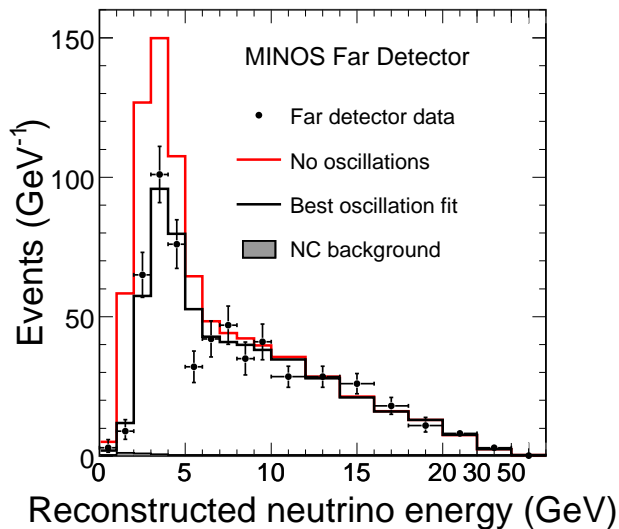 150
100
50
0
Events (GeV⁻¹)
MINOS Far Detector
Far detector data
No oscillations
Best oscillation fit
NC background
0 5 10 15 20 30 50
Reconstructed neutrino energy (GeV)